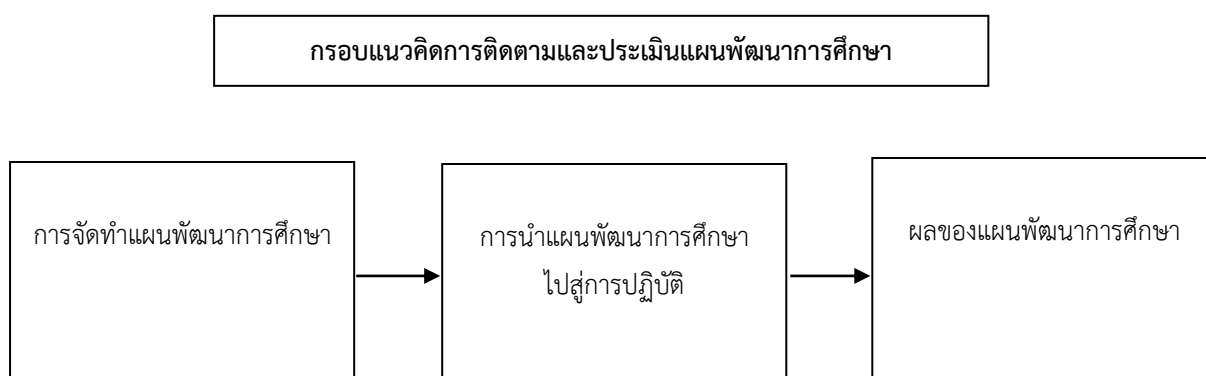 กรอบแนวคิดการติดตามและประเมินแผนพัฒนาการศึกษา
การจัดทำแผนพัฒนาการศึกษา
การนำแผนพัฒนาการศึกษา
ไปสู่การปฏิบัติ
ผลของแผนพัฒนาการศึกษา